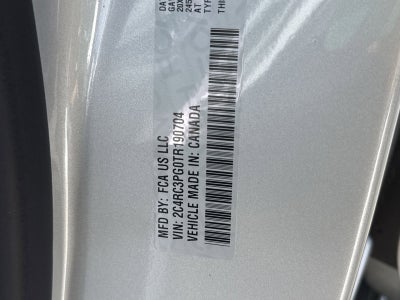 MFD BY: FCA US LLC
VIN: 2C4RC3PG0TR190704
VEHICLE MADE IN: CANADA